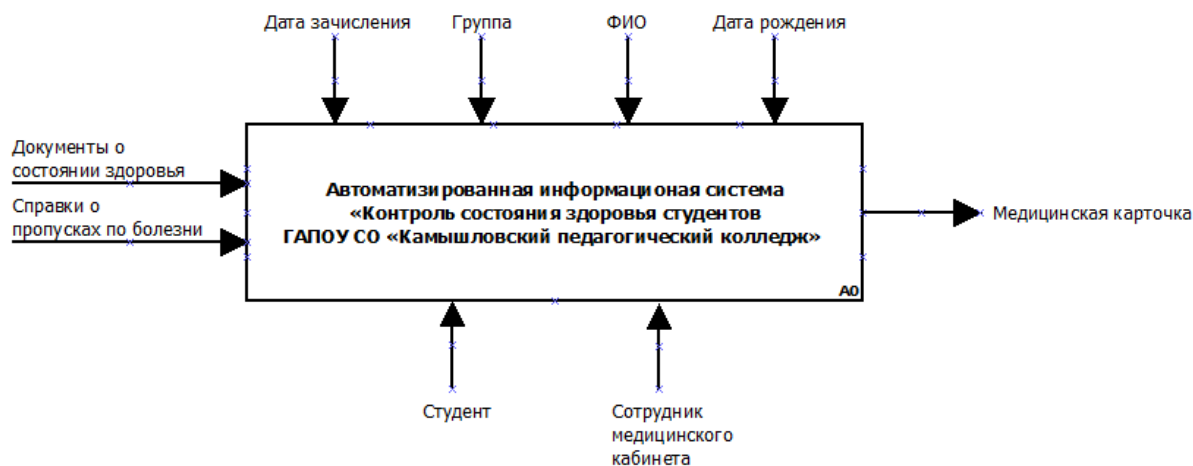 Дата зачисления
Группа
ФИО
Дата рождения
Документы о
состоянии здоровья
Справки о
пропусках по болезни
Автоматизированная информационая система
«Контроль состояния здоровья студентов
ГАПОУ СО «Камышловский педагогический колледж»
A0
Медицинская карточка
Студент
Сотрудник
медицинского
кабинета